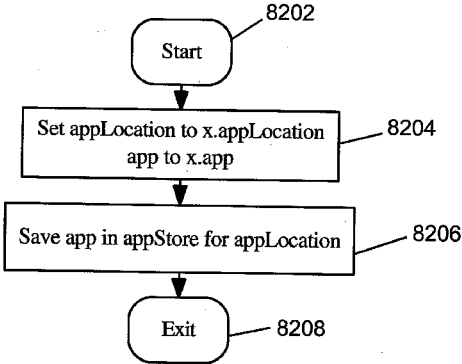 8202
Start
Set appLocation to x.appLocation
app to x.app
8204
Save app in appStore for appLocation
8206
Exit
8208